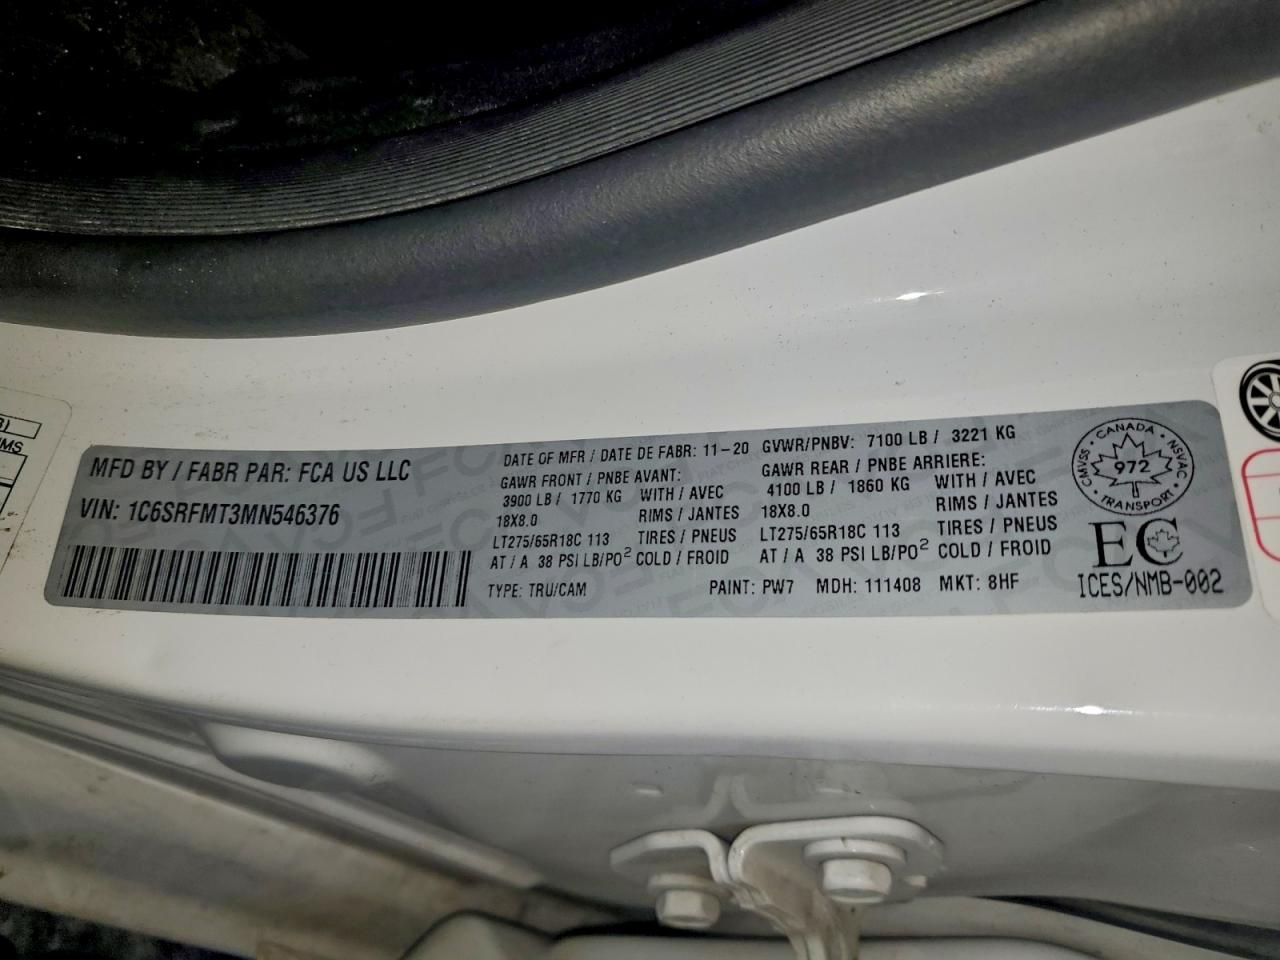 MFD BY / FABR PAR: FCA US LLC
VIN: 1C6SRFMT3MN546376
DATE OF MFR / DATE DE FABR: 11-20 GVWR/PNBV: 7100 LB / 3221 KG
GAWR FRONT / PNBE AVANT: GAWR REAR / PNBE ARRIERE:
3900 LB / 1770 KG WITH / AVEC 4100 LB / 1860 KG WITH / AVEC
18X8.0 RIMS / JANTES 18X8.0 RIMS / JANTES
LT275/65R18C 113 TIRES / PNEUS LT275/65R18C 113 TIRES / PNEUS
AT / A 38 PSI LB/PO² COLD / FROID AT / A 38 PSI LB/PO² COLD / FROID
TYPE: TRU/CAM PAINT: PW7 MDH: 111408 MKT: 8HF
CANADA
CMVSS 972 NSVAC
TRANSPORT
EC
ICES/NMB-002